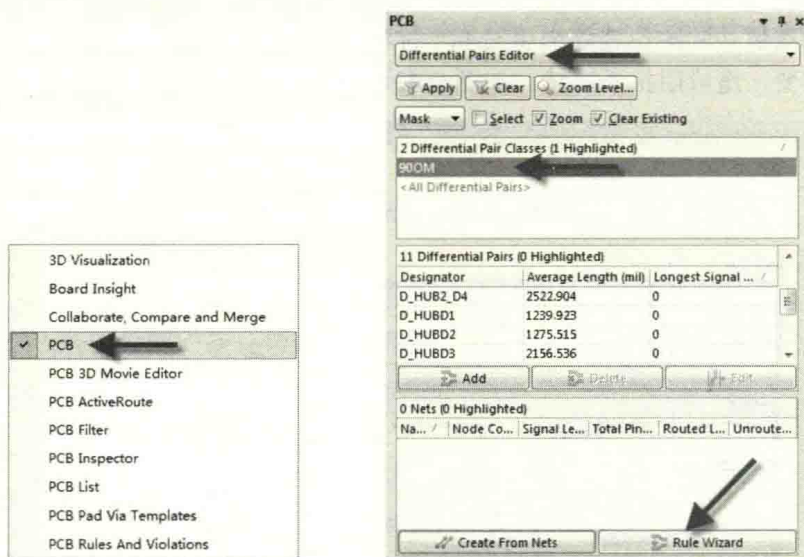 3D Visualization
Board Insight
Collaborate, Compare and Merge
PCB
PCB 3D Movie Editor
PCB ActiveRoute
PCB Filter
PCB Inspector
PCB List
PCB Pad Via Templates
PCB Rules And Violations
PCB
Differential Pairs Editor
Apply Clear Zoom Level...
Mask Select Zoom Clear Existing
2 Differential Pair Classes (1 Highlighted)
90OM
<All Differential Pairs>
11 Differential Pairs (0 Highlighted)
Designator Average Length (mil) Longest Signal ...
D_HUB2_D4 2522.904 0
D_HUBD1 1239.923 0
D_HUBD2 1275.515 0
D_HUBD3 2156.536 0
Add Delete Edit
0 Nets (0 Highlighted)
Na... Node Co... Signal Le... Total Pin... Routed L... Unroute...
Create From Nets Rule Wizard